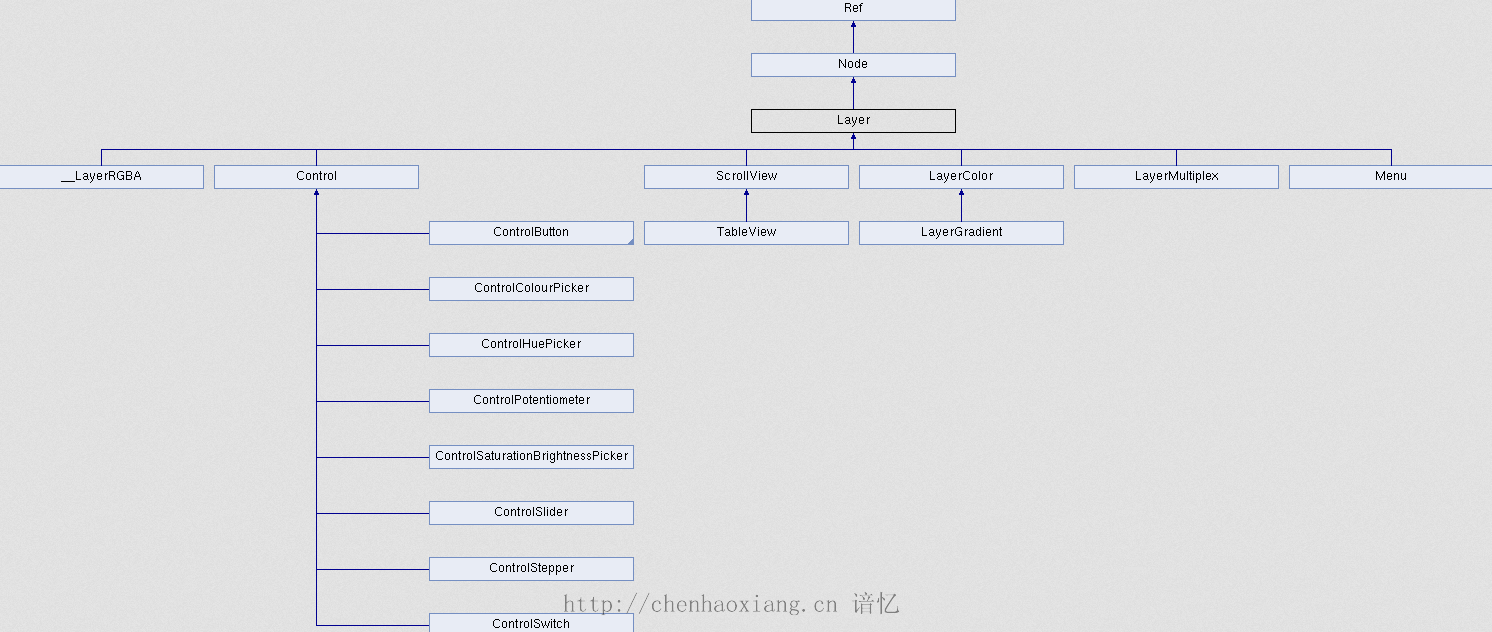 Ref
Node
Layer
__LayerRGBA
Control
ScrollView
LayerColor
LayerMultiplex
Menu
ControlButton
TableView
LayerGradient
ControlColourPicker
ControlHuePicker
ControlPotentiometer
ControlSaturationBrightnessPicker
ControlSlider
ControlStepper
http://chenhaoxiang.cn 谙忆
ControlSwitch